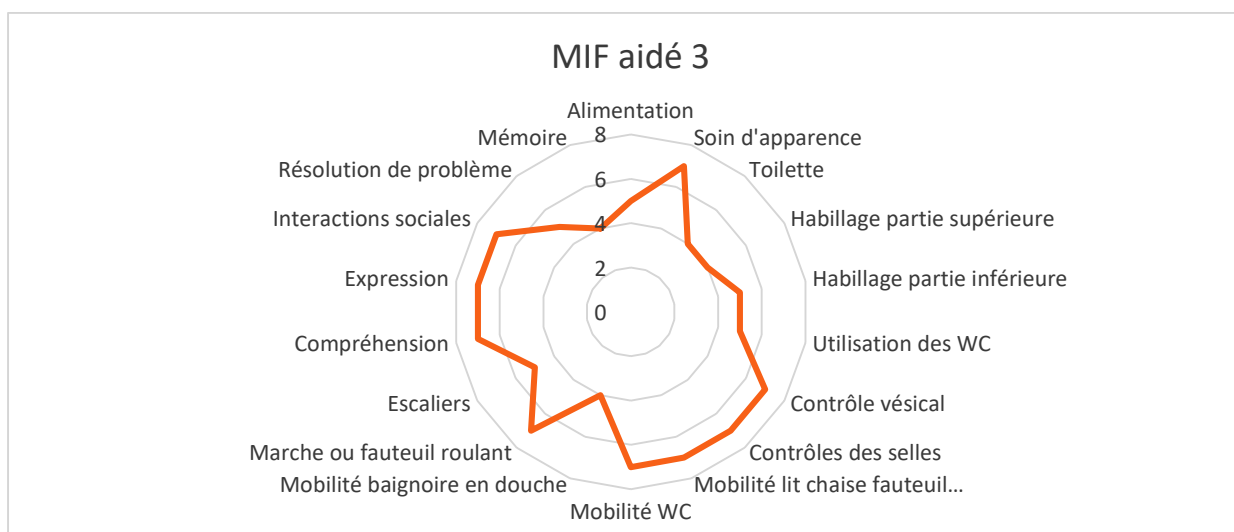 MIF aidé 3
Alimentation
8
Mémoire
Soin d'apparence
Résolution de problème
6
Toilette
Interactions sociales
4
Habillage partie supérieure
Expression
2
Habillage partie inférieure
0
Compréhension
Utilisation des WC
Escaliers
Contrôle vésical
Marche ou fauteuil roulant
Contrôles des selles
Mobilité baignoire en douche
Mobilité lit chaise fauteuil...
Mobilité WC